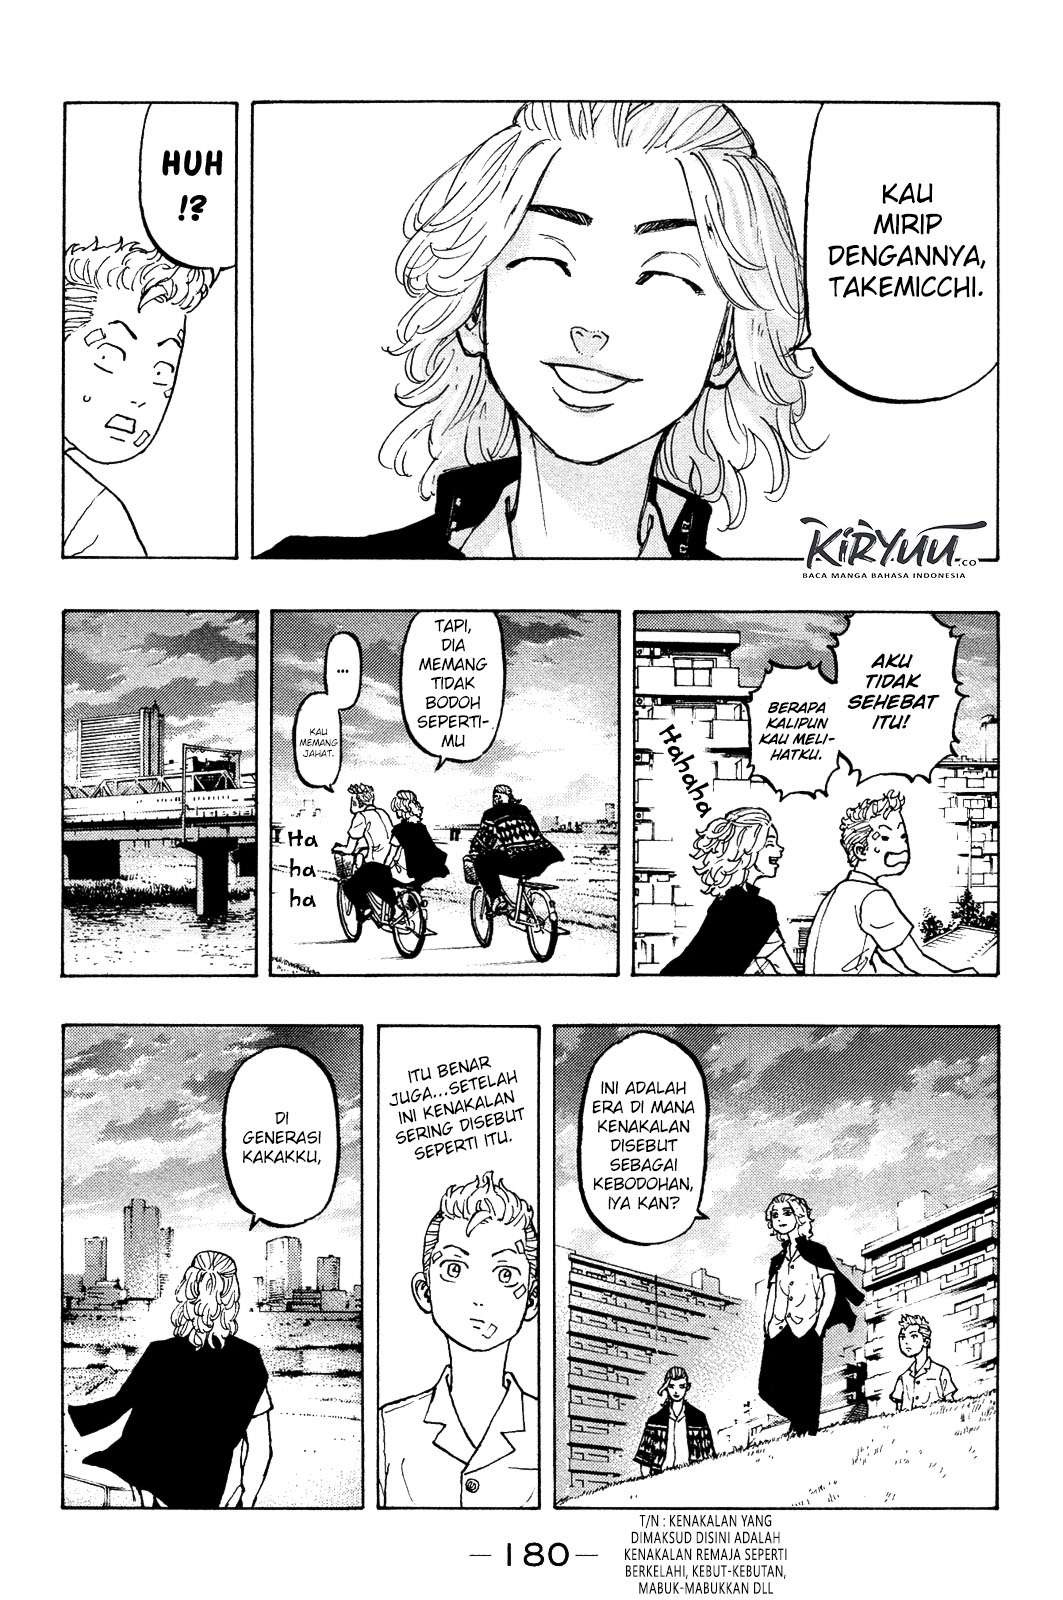 KAU
MIRIP
DENGANNYA,
TAKEMICCHI.
HUH
!?
KiRYUU.CO
BACA MANGA BAHASA INDONESIA
AKU
TIDAK
SEHEBAT
ITU!
BERAPA
KALIPUN
KAU MELI-
HATKU.
Hahaha
TAPI,
DIA
MEMANG
TIDAK
BODOH
SEPERTI-
MU
...
KAU
MEMANG
JAHAT.
Ha
ha
ha
INI ADALAH
ERA DI MANA
KENAKALAN
DISEBUT
SEBAGAI
KEBODOHAN,
IYA KAN?
ITU BENAR
JUGA...SETELAH
INI KENAKALAN
SERING DISEBUT
SEPERTI ITU.
DI
GENERASI
KAKAKKU,
— 180 —
T/N : KENAKALAN YANG
DIMAKSUD DISINI ADALAH
KENAKALAN REMAJA SEPERTI
BERKELAHI, KEBUT-KEBUTAN,
MABUK-MABUKKAN DLL